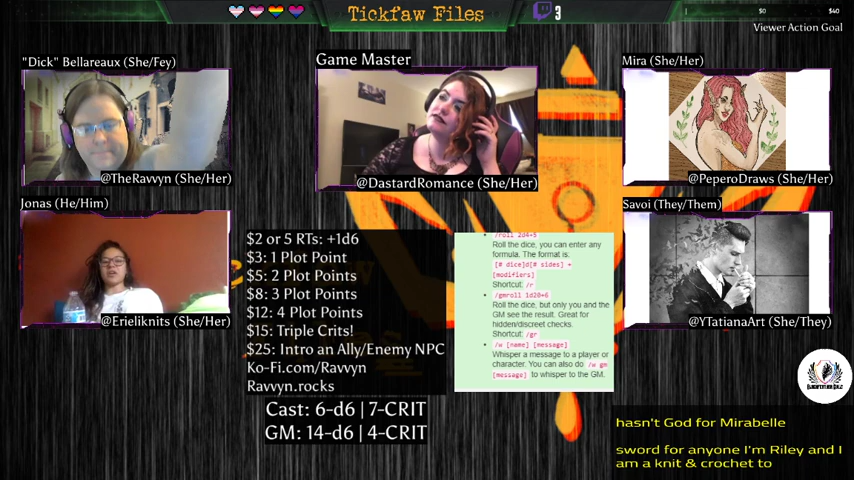 Tickfaw Files
3
$0
$40
Viewer Action Goal
"Dick" Bellareaux (She/Fey)
Game Master
Mira (She/Her)
@TheRavvyn (She/Her)
@DastardRomance (She/Her)
@PeperoDraws (She/Her)
Jonas (He/Him)
Savoi (They/Them)
@Erieliknits (She/Her)
@YTatianaArt (She/They)
$2 or 5 RTs: +1d6
$3: 1 Plot Point
$5: 2 Plot Points
$8: 3 Plot Points
$12: 4 Plot Points
$15: Triple Crits!
$25: Intro an Ally/Enemy NPC
Ko-Fi.com/Ravvyn
Ravvyn.rocks
Cast: 6-d6 | 7-CRIT
GM: 14-d6 | 4-CRIT
/roll 2d4+5
Roll the dice, you can enter any
formula. The format is:
[# dice]d[# sides] +
[modifiers]
Shortcut: /r
/gmroll 1d20+6
Roll the dice, but only you and the
GM see the result. Great for
hidden/discreet checks.
Shortcut: /gr
/w [name] [message]
Whisper a message to a player or
character. You can also do /w gm
[message] to whisper to the GM.
hasn't God for Mirabelle
sword for anyone I'm Riley and I
am a knit & crochet to